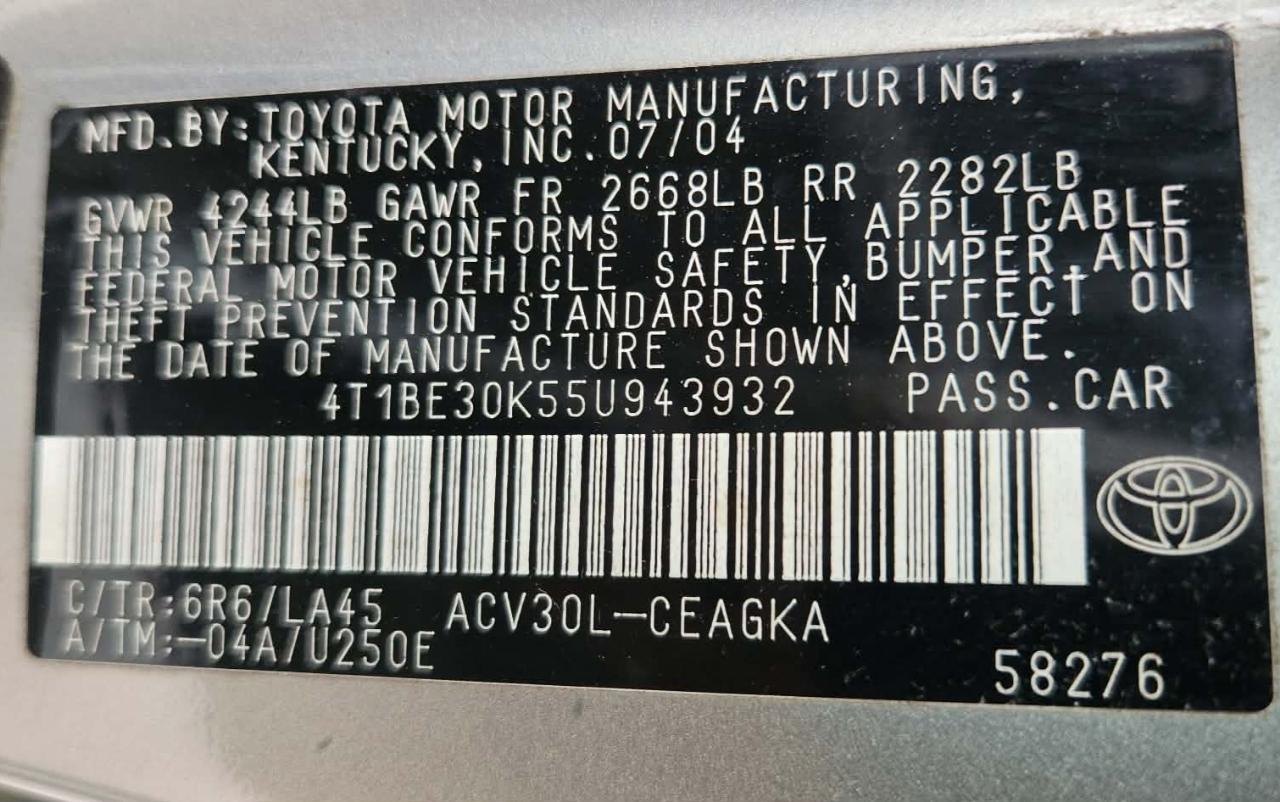 MFD. BY: TOYOTA MOTOR MANUFACTURING,
KENTUCKY, INC. 07/04
GVWR 4244LB GAWR FR 2668LB RR 2282LB
THIS VEHICLE CONFORMS TO ALL APPLICABLE
FEDERAL MOTOR VEHICLE SAFETY, BUMPER, AND
THEFT PREVENTION STANDARDS IN EFFECT ON
THE DATE OF MANUFACTURE SHOWN ABOVE.
4T1BE30K55U943932 PASS. CAR
C/TR: 6R6/LA45 ACV30L-CEAGKA
A/TM: -04A/U250E
58276